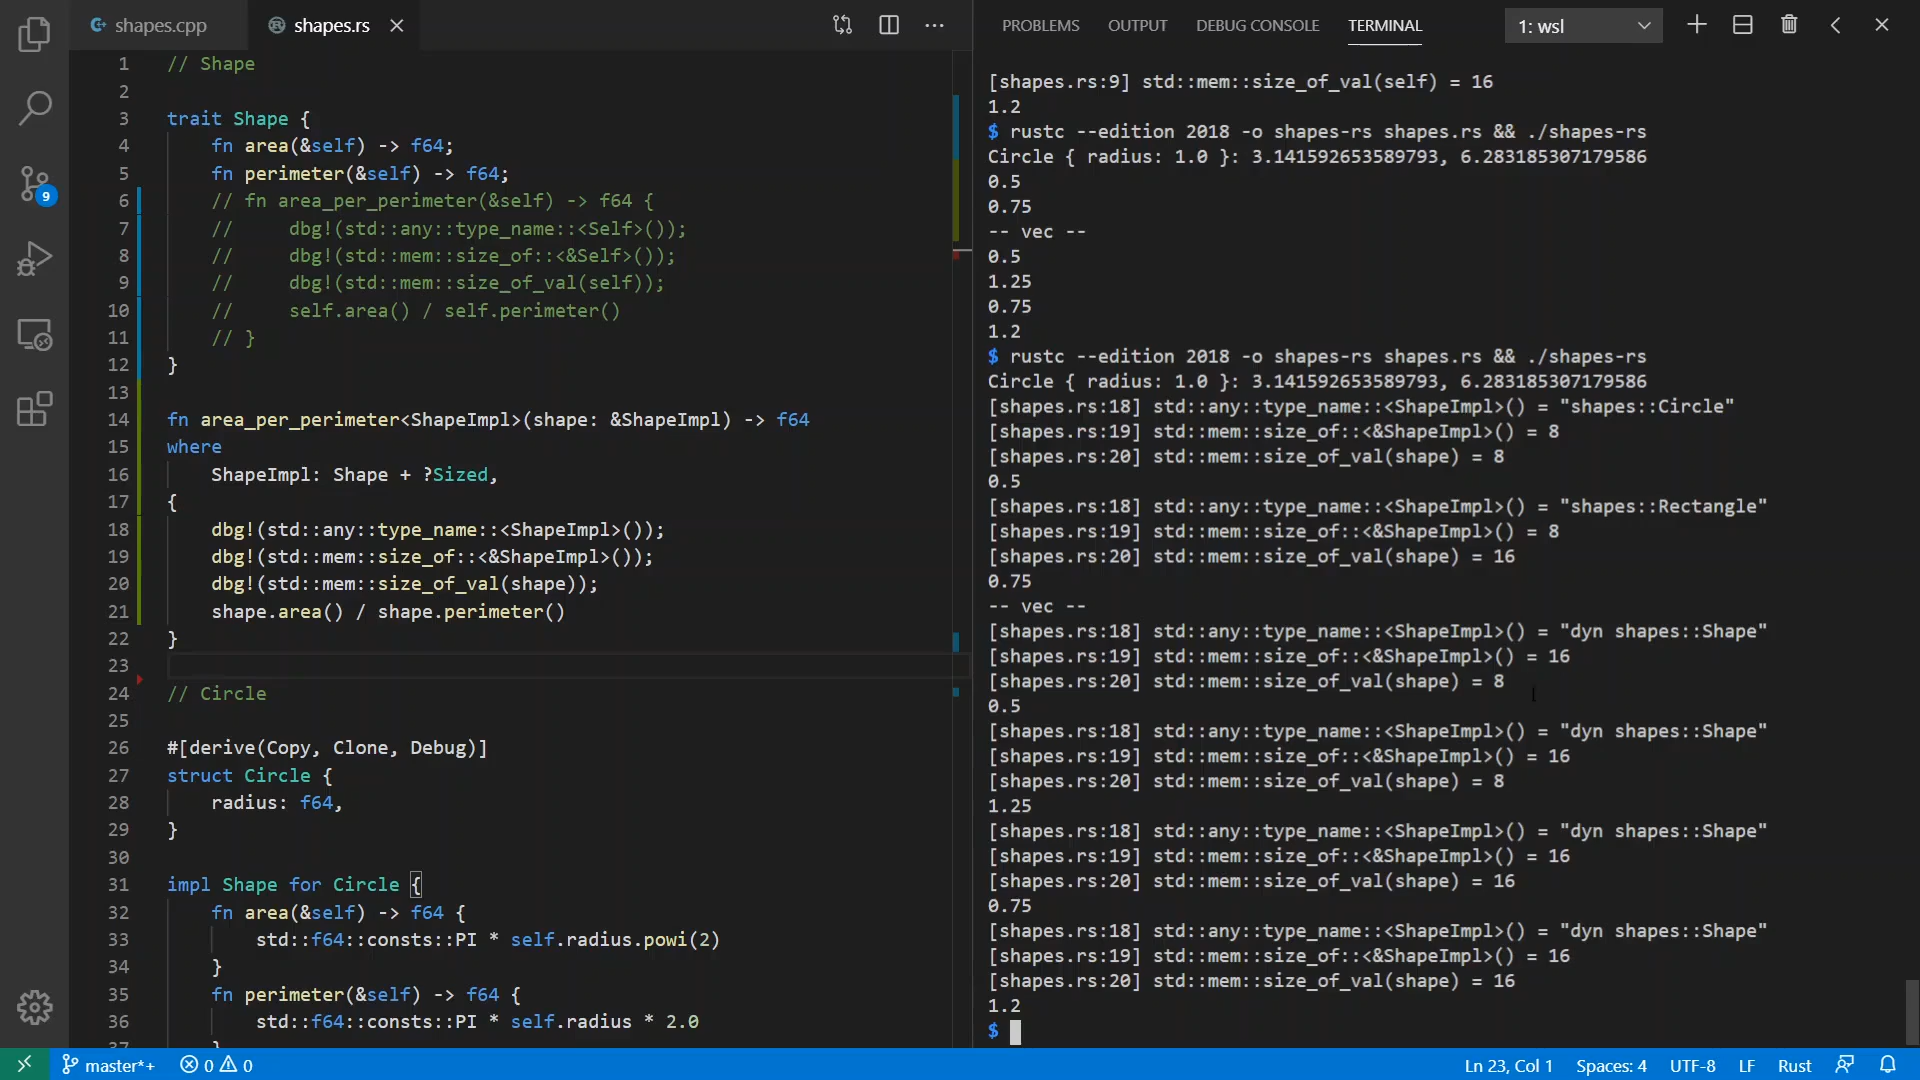 shapes.cpp
shapes.rs
1 // Shape
2
3 trait Shape {
4 fn area(&self) -> f64;
5 fn perimeter(&self) -> f64;
6 // fn area_per_perimeter(&self) -> f64 {
7 //     dbg!(std::any::type_name::<Self>());
8 //     dbg!(std::mem::size_of::<&Self>());
9 //     dbg!(std::mem::size_of_val(self));
10 //     self.area() / self.perimeter()
11 // }
12 }
13
14 fn area_per_perimeter<ShapeImpl>(shape: &ShapeImpl) -> f64
15 where
16 ShapeImpl: Shape + ?Sized,
17 {
18 dbg!(std::any::type_name::<ShapeImpl>());
19 dbg!(std::mem::size_of::<&ShapeImpl>());
20 dbg!(std::mem::size_of_val(shape));
21 shape.area() / shape.perimeter()
22 }
23
24 // Circle
25
26 #[derive(Copy, Clone, Debug)]
27 struct Circle {
28 radius: f64,
29 }
30
31 impl Shape for Circle {
32 fn area(&self) -> f64 {
33 std::f64::consts::PI * self.radius.powi(2)
34 }
35 fn perimeter(&self) -> f64 {
36 std::f64::consts::PI * self.radius * 2.0
37 }
PROBLEMS OUTPUT DEBUG CONSOLE TERMINAL 1: wsl
[shapes.rs:9] std::mem::size_of_val(self) = 16
1.2
$ rustc --edition 2018 -o shapes-rs shapes.rs && ./shapes-rs
Circle { radius: 1.0 }: 3.141592653589793, 6.283185307179586
0.5
0.75
-- vec --
0.5
1.25
0.75
1.2
$ rustc --edition 2018 -o shapes-rs shapes.rs && ./shapes-rs
Circle { radius: 1.0 }: 3.141592653589793, 6.283185307179586
[shapes.rs:18] std::any::type_name::<ShapeImpl>() = "shapes::Circle"
[shapes.rs:19] std::mem::size_of::<&ShapeImpl>() = 8
[shapes.rs:20] std::mem::size_of_val(shape) = 8
0.5
[shapes.rs:18] std::any::type_name::<ShapeImpl>() = "shapes::Rectangle"
[shapes.rs:19] std::mem::size_of::<&ShapeImpl>() = 8
[shapes.rs:20] std::mem::size_of_val(shape) = 16
0.75
-- vec --
[shapes.rs:18] std::any::type_name::<ShapeImpl>() = "dyn shapes::Shape"
[shapes.rs:19] std::mem::size_of::<&ShapeImpl>() = 16
[shapes.rs:20] std::mem::size_of_val(shape) = 8
0.5
[shapes.rs:18] std::any::type_name::<ShapeImpl>() = "dyn shapes::Shape"
[shapes.rs:19] std::mem::size_of::<&ShapeImpl>() = 16
[shapes.rs:20] std::mem::size_of_val(shape) = 8
1.25
[shapes.rs:18] std::any::type_name::<ShapeImpl>() = "dyn shapes::Shape"
[shapes.rs:19] std::mem::size_of::<&ShapeImpl>() = 16
[shapes.rs:20] std::mem::size_of_val(shape) = 16
0.75
[shapes.rs:18] std::any::type_name::<ShapeImpl>() = "dyn shapes::Shape"
[shapes.rs:19] std::mem::size_of::<&ShapeImpl>() = 16
[shapes.rs:20] std::mem::size_of_val(shape) = 16
1.2
$
9
master*+ 0 0 Ln 23, Col 1 Spaces: 4 UTF-8 LF Rust